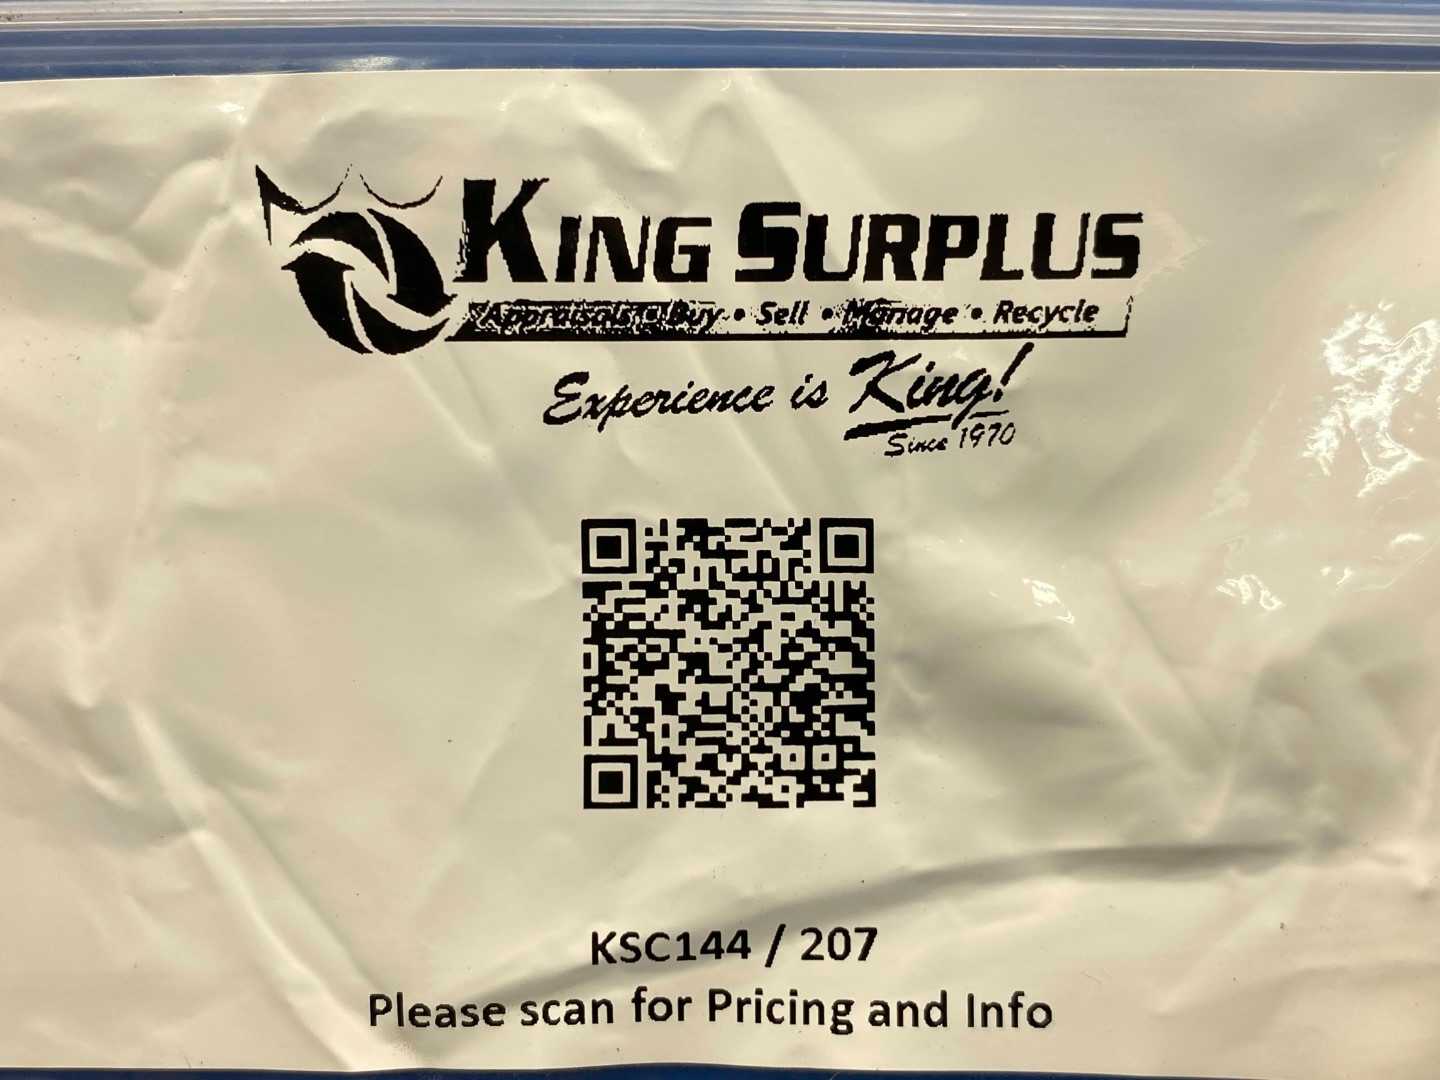 KING SURPLUS
Appraisals • Buy • Sell • Manage • Recycle
Experience is King!
Since 1970
KSC144 / 207
Please scan for Pricing and Info